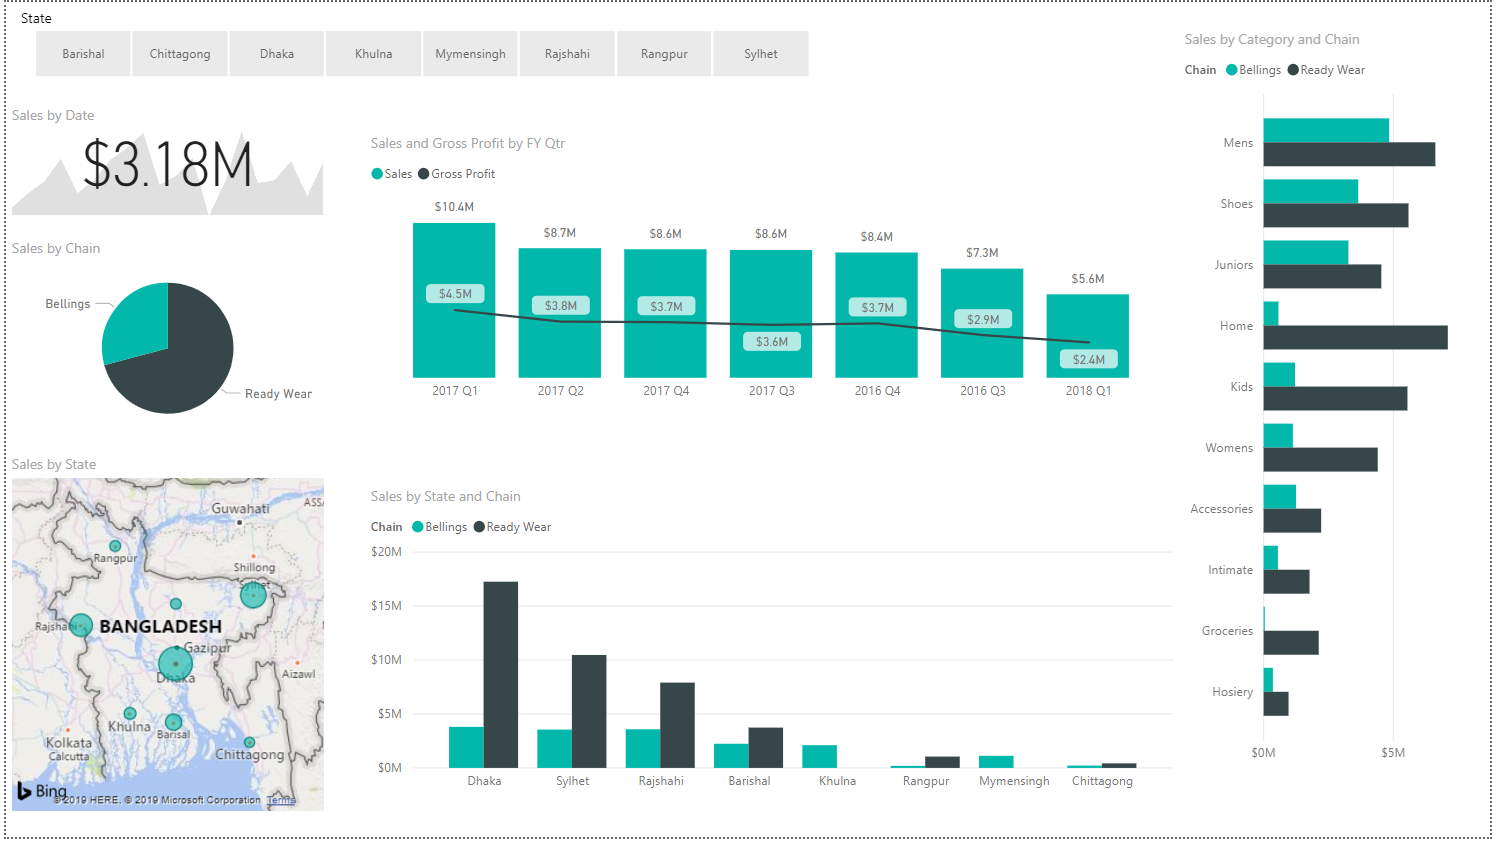 State
Barishal Chittagong Dhaka Khulna Mymensingh Rajshahi Rangpur Sylhet
Sales by Date
$3.18M
Sales by Chain
Bellings
Ready Wear
Sales by State
Guwahati
Rangpur
Shillong
Sylhet
Rajshahi
BANGLADESH
Gazipur
Dhaka
Aizawl
Khulna
Barisal
Kolkata
Calcutta
Chittagong
Bing
© 2019 HERE, © 2019 Microsoft Corporation Terms
Sales and Gross Profit by FY Qtr
Sales Gross Profit
$10.4M $8.7M $8.6M $8.6M $8.4M $7.3M $5.6M
$4.5M $3.8M $3.7M $3.6M $3.7M $2.9M $2.4M
2017 Q1 2017 Q2 2017 Q4 2017 Q3 2016 Q4 2016 Q3 2018 Q1
Sales by State and Chain
Chain Bellings Ready Wear
$20M
$15M
$10M
$5M
$0M
Dhaka Sylhet Rajshahi Barishal Khulna Rangpur Mymensingh Chittagong
Sales by Category and Chain
Chain Bellings Ready Wear
Mens
Shoes
Juniors
Home
Kids
Womens
Accessories
Intimate
Groceries
Hosiery
$0M $5M